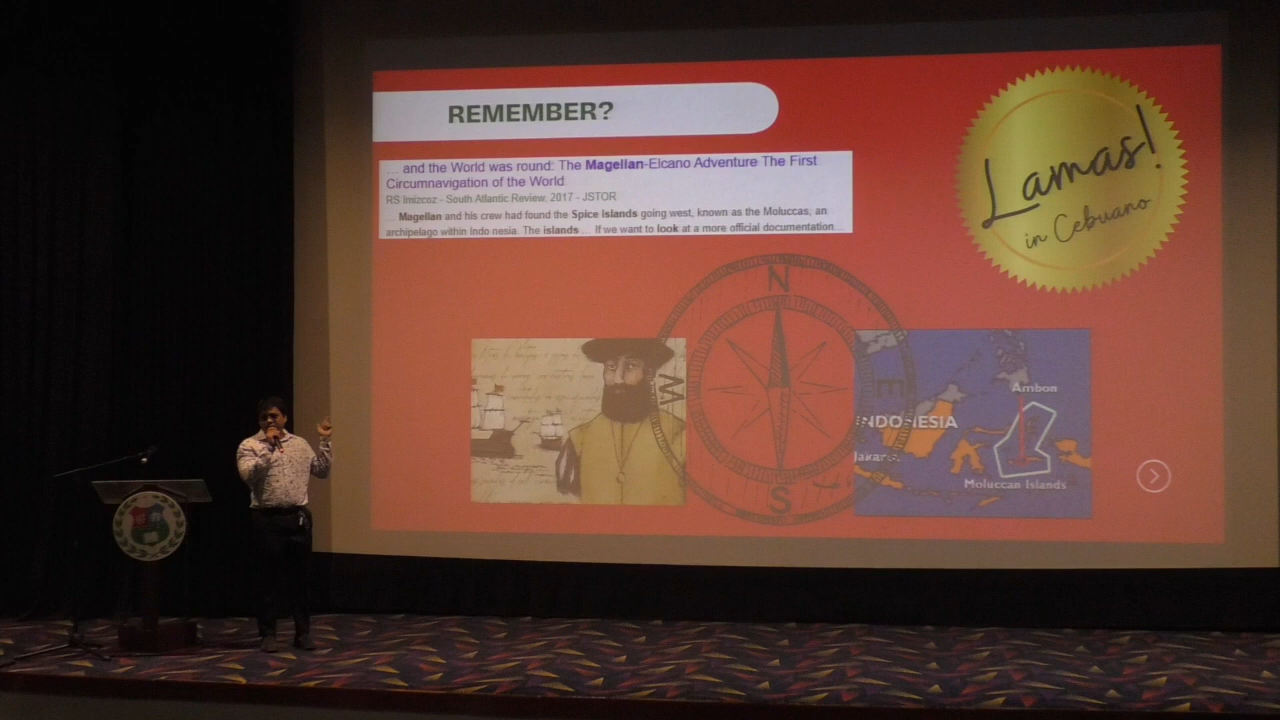 REMEMBER?
... and the World was round: The Magellan-Elcano Adventure The First
Circumnavigation of the World
RS Imizcoz - South Atlantic Review, 2017 - JSTOR
... Magellan and his crew had found the Spice Islands going west, known as the Moluccas, an
archipelago within Indo nesia. The islands ... If we want to look at a more official documentation...
Lamas!
in Cebuano
N
W
E
S
Ambon
INDONESIA
Jakarta
Moluccan Islands